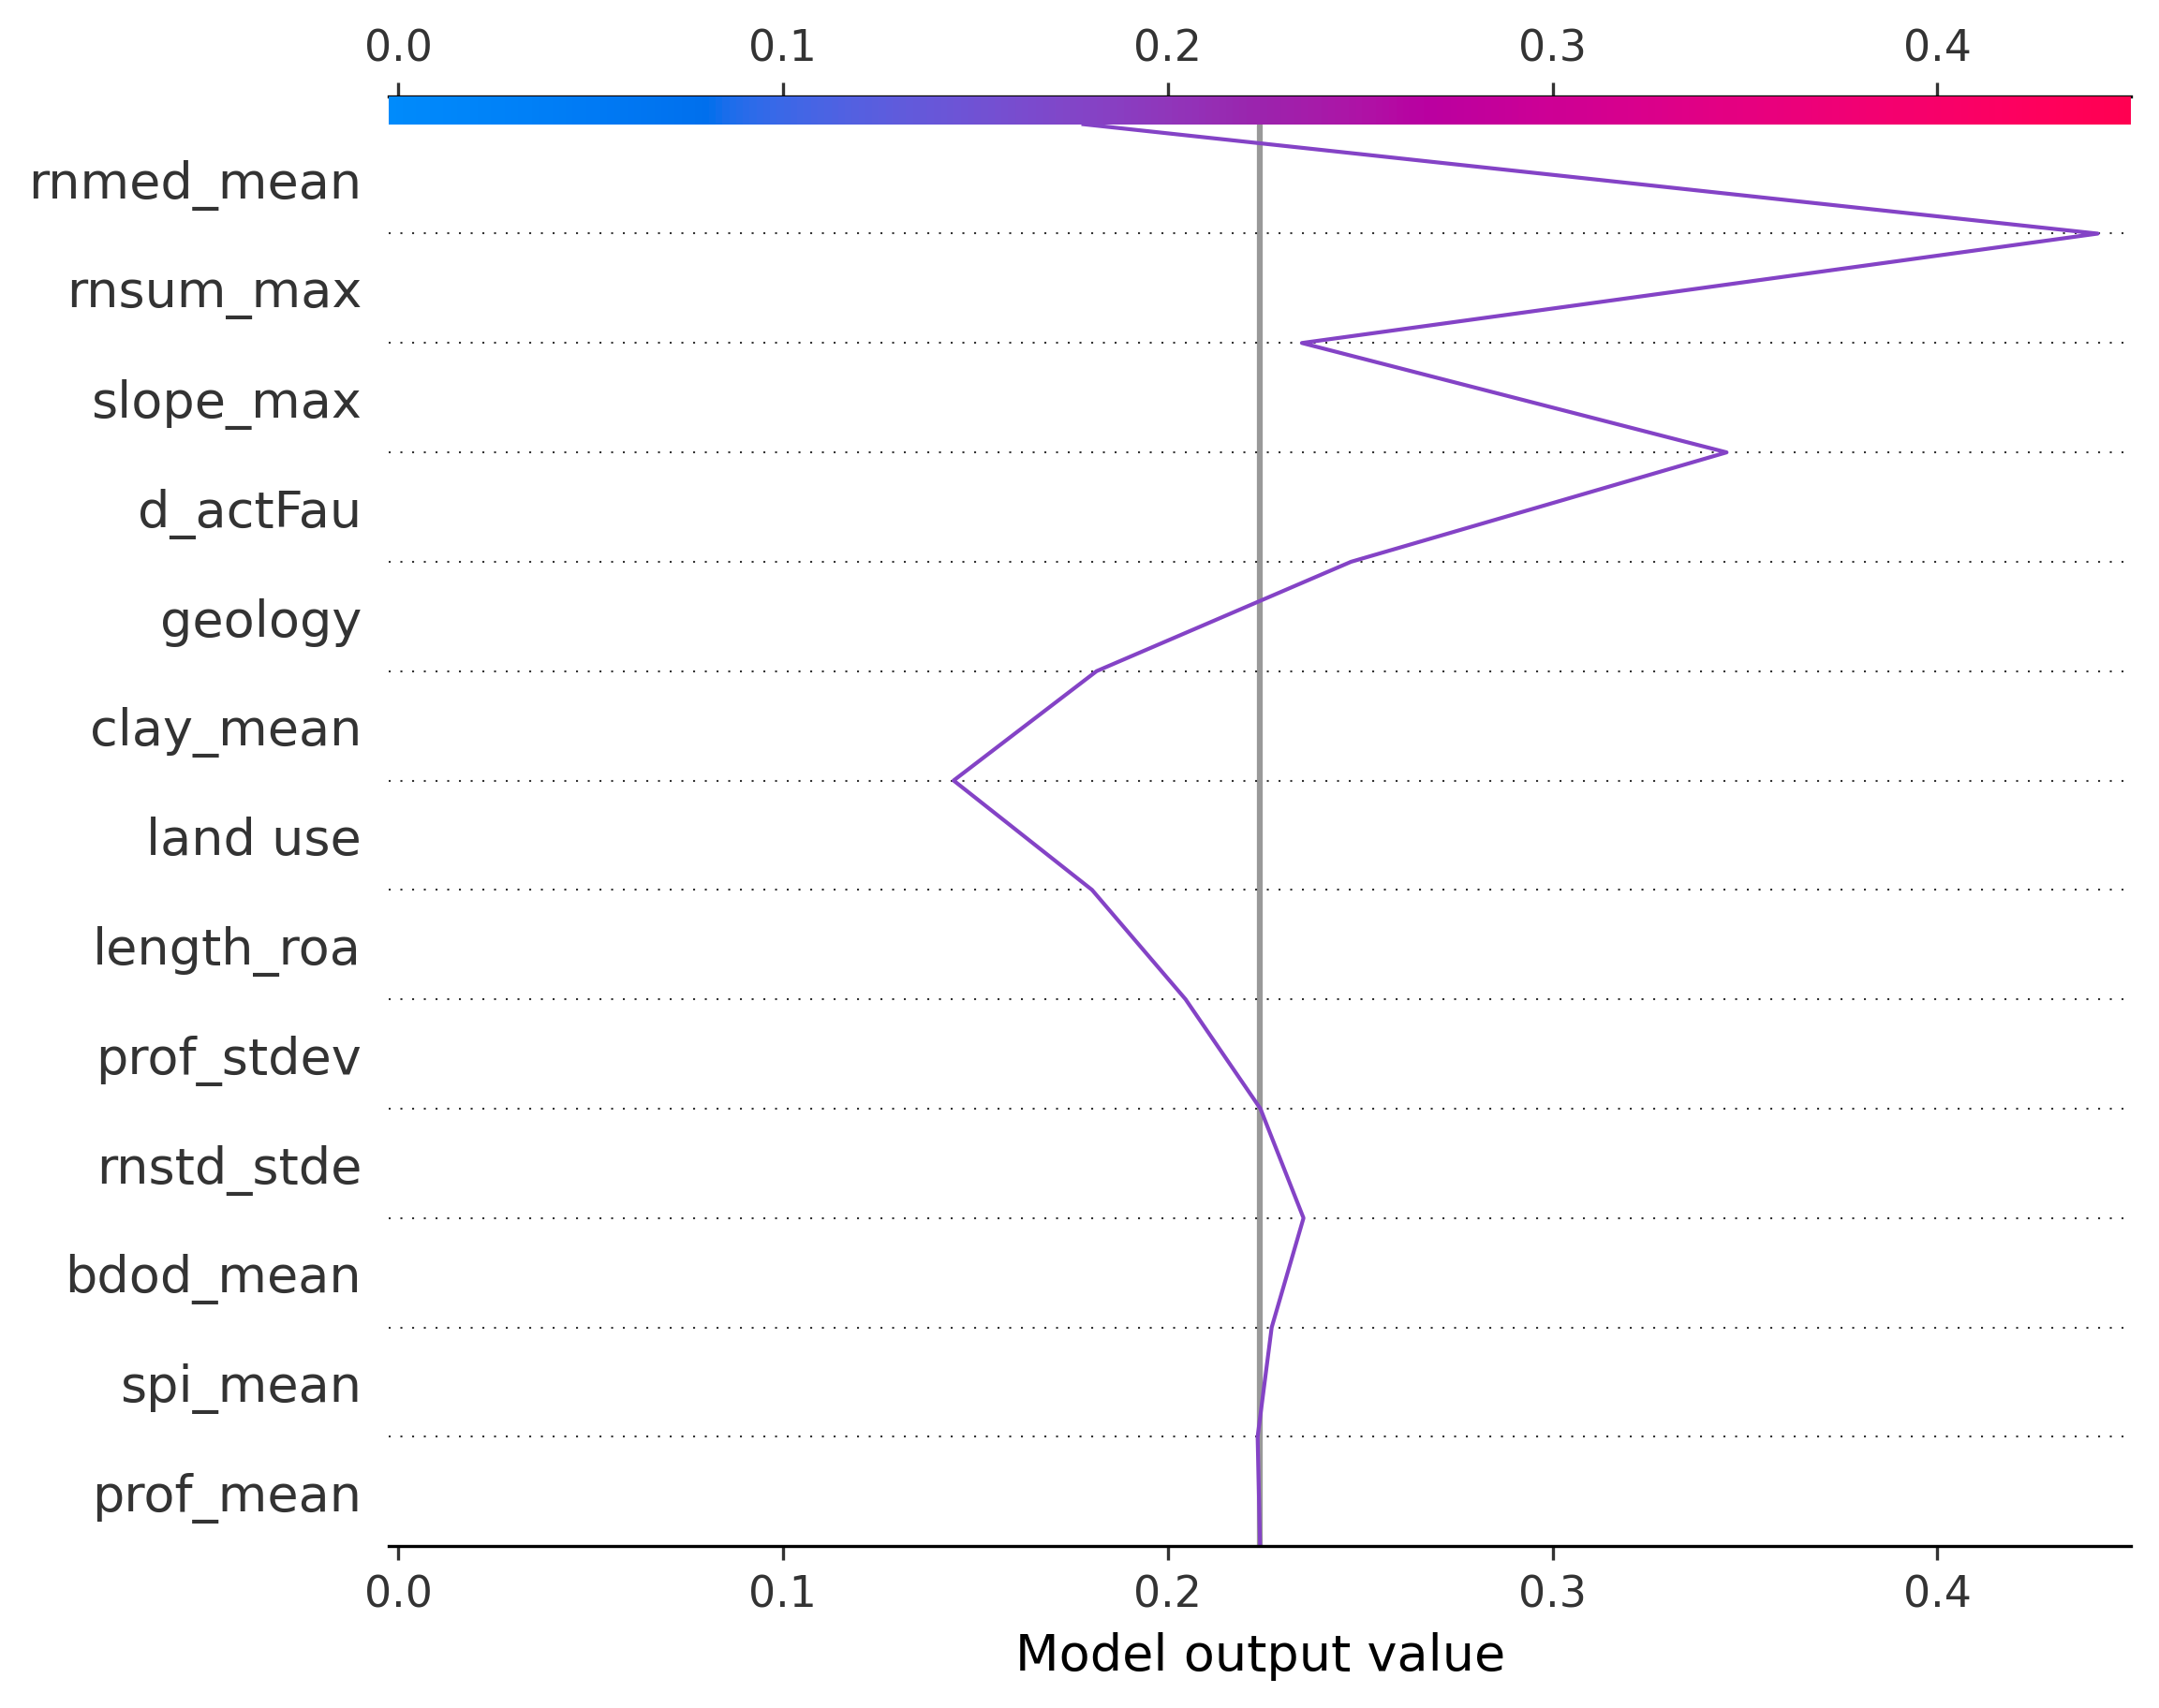 0.0 0.1 0.2 0.3 0.4
rnmed_mean
rnsum_max
slope_max
d_actFau
geology
clay_mean
land use
length_roa
prof_stdev
rnstd_stde
bdod_mean
spi_mean
prof_mean
0.0 0.1 0.2 0.3 0.4
Model output value